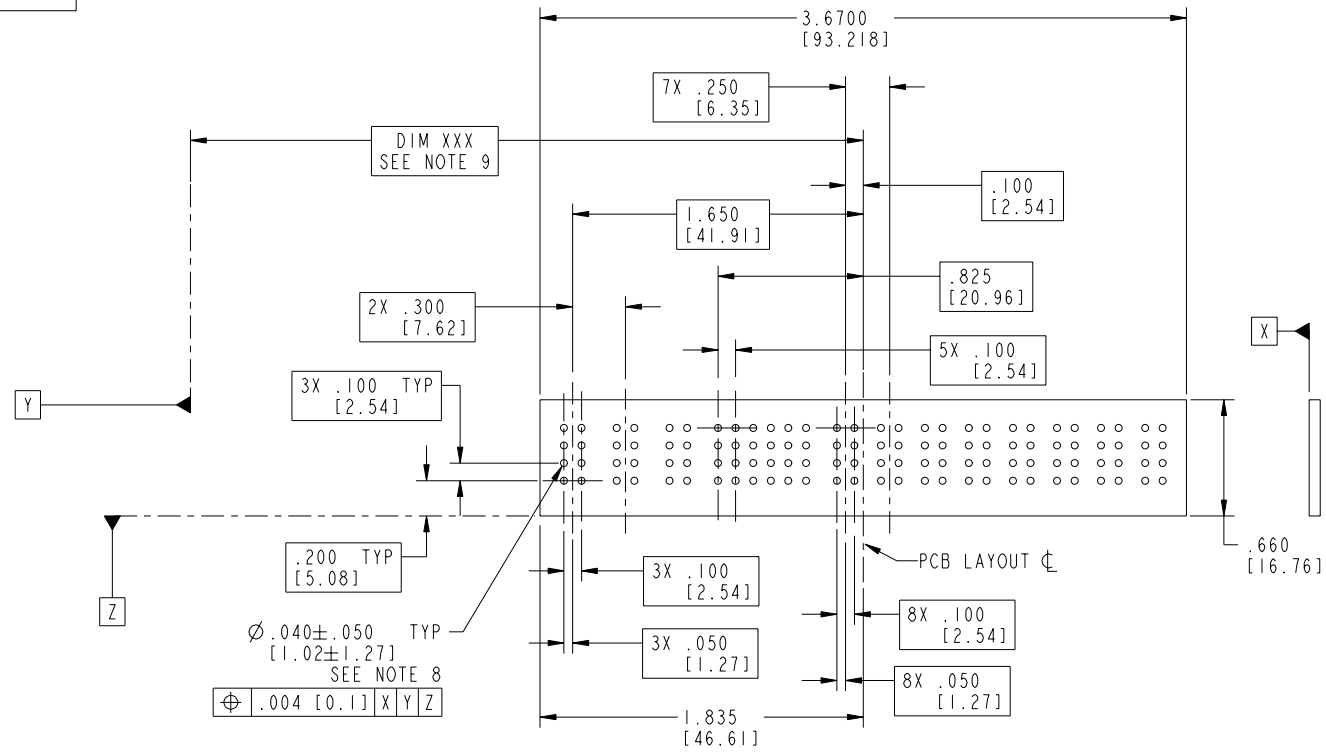 3.6700
[93.218]
7X .250
[6.35]
DIM XXX
SEE NOTE 9
.100
[2.54]
1.650
[41.91]
.825
[20.96]
2X .300
[7.62]
X
5X .100
[2.54]
3X .100 TYP
[2.54]
Y
.200 TYP
[5.08]
3X .100
[2.54]
PCB LAYOUT ℄
.660
[16.76]
Z
8X .100
[2.54]
⌀.040±.050 TYP
[1.02±1.27]
SEE NOTE 8
3X .050
[1.27]
⌖ .004 [0.1] X Y Z
8X .050
[1.27]
1.835
[46.61]